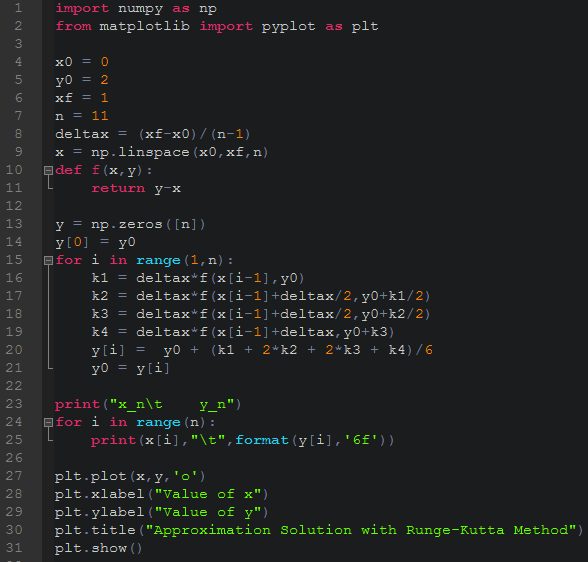 1 import numpy as np
2 from matplotlib import pyplot as plt
3
4 x0 = 0
5 y0 = 2
6 xf = 1
7 n = 11
8 deltax = (xf-x0)/(n-1)
9 x = np.linspace(x0,xf,n)
10 def f(x,y):
11     return y-x
12
13 y = np.zeros([n])
14 y[0] = y0
15 for i in range(1,n):
16     k1 = deltax*f(x[i-1],y0)
17     k2 = deltax*f(x[i-1]+deltax/2,y0+k1/2)
18     k3 = deltax*f(x[i-1]+deltax/2,y0+k2/2)
19     k4 = deltax*f(x[i-1]+deltax,y0+k3)
20     y[i] =  y0 + (k1 + 2*k2 + 2*k3 + k4)/6
21     y0 = y[i]
22
23 print("x_n\t    y_n")
24 for i in range(n):
25     print(x[i],"\t",format(y[i],'6f'))
26
27 plt.plot(x,y,'o')
28 plt.xlabel("Value of x")
29 plt.ylabel("Value of y")
30 plt.title("Approximation Solution with Runge-Kutta Method")
31 plt.show()